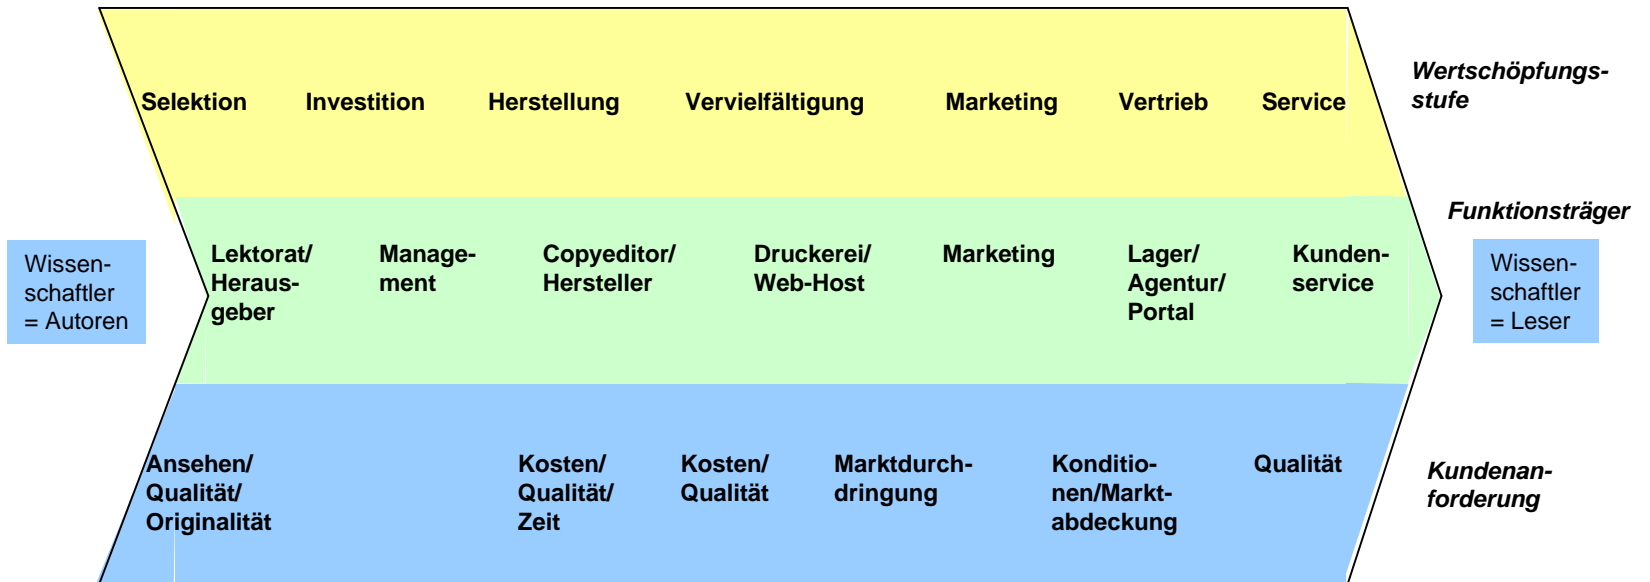 Selektion Investition Herstellung Vervielfältigung Marketing Vertrieb Service
Wertschöpfungs-
stufe
Funktionsträger
Wissen-
schaftler
= Autoren
Lektorat/
Heraus-
geber
Manage-
ment
Copyeditor/
Hersteller
Druckerei/
Web-Host
Marketing
Lager/
Agentur/
Portal
Kunden-
service
Wissen-
schaftler
= Leser
Ansehen/
Qualität/
Originalität
Kosten/
Qualität/
Zeit
Kosten/
Qualität
Marktdurch-
dringung
Konditio-
nen/Markt-
abdeckung
Qualität
Kundenan-
forderung